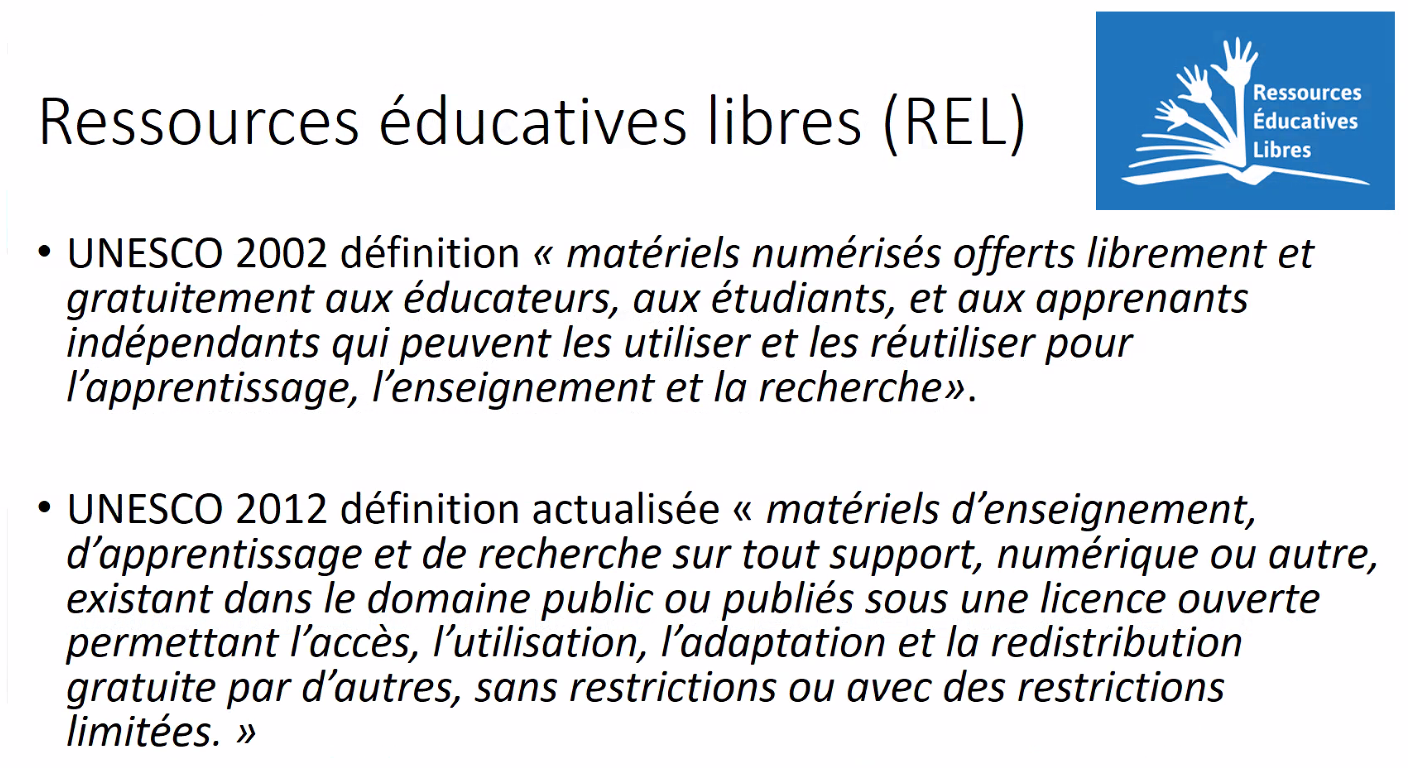 Ressources éducatives libres (REL)
Ressources
Éducatives
Libres
• UNESCO 2002 définition « matériels numérisés offerts librement et
gratuitement aux éducateurs, aux étudiants, et aux apprenants
indépendants qui peuvent les utiliser et les réutiliser pour
l’apprentissage, l’enseignement et la recherche».
• UNESCO 2012 définition actualisée « matériels d’enseignement,
d’apprentissage et de recherche sur tout support, numérique ou autre,
existant dans le domaine public ou publiés sous une licence ouverte
permettant l’accès, l’utilisation, l’adaptation et la redistribution
gratuite par d’autres, sans restrictions ou avec des restrictions
limitées. »